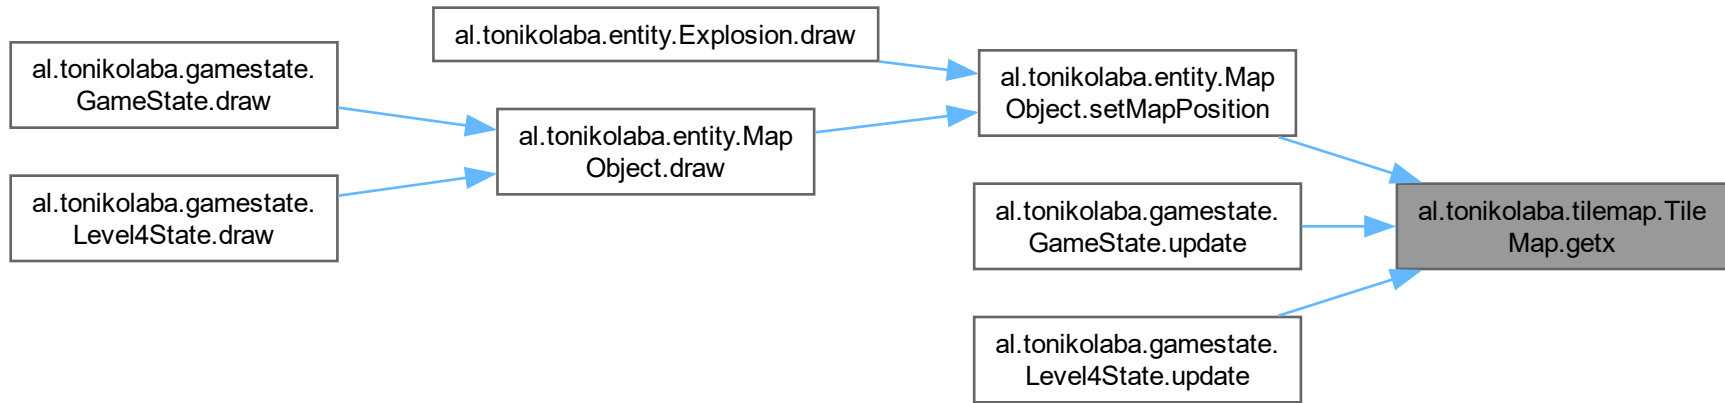 al.tonikolaba.gamestate.
GameState.draw
al.tonikolaba.gamestate.
Level4State.draw
al.tonikolaba.entity.Explosion.draw
al.tonikolaba.entity.Map
Object.draw
al.tonikolaba.entity.Map
Object.setMapPosition
al.tonikolaba.gamestate.
GameState.update
al.tonikolaba.gamestate.
Level4State.update
al.tonikolaba.tilemap.Tile
Map.getx